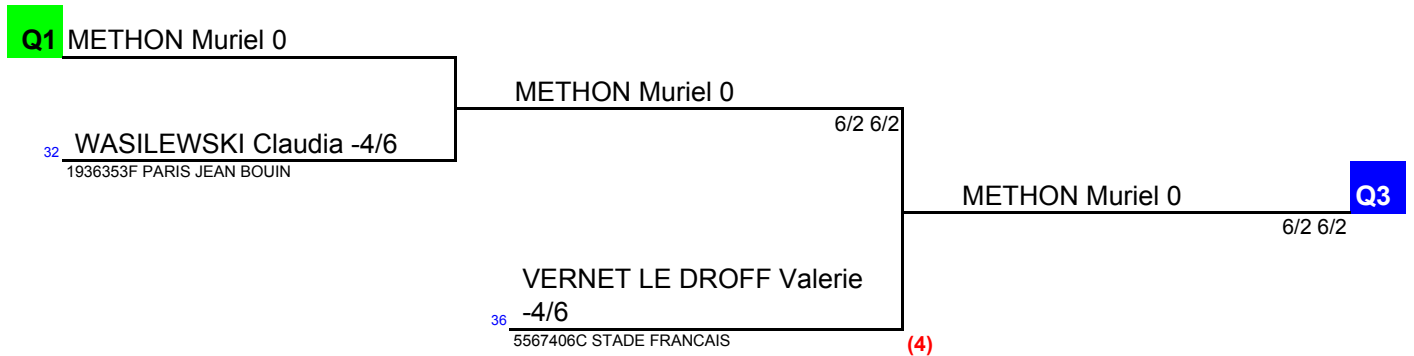 Q1 METHON Muriel 0
METHON Muriel 0
6/2 6/2
32 WASILEWSKI Claudia -4/6
1936353F PARIS JEAN BOUIN
METHON Muriel 0 Q3
6/2 6/2
VERNET LE DROFF Valerie
36 -4/6
5567406C STADE FRANCAIS (4)